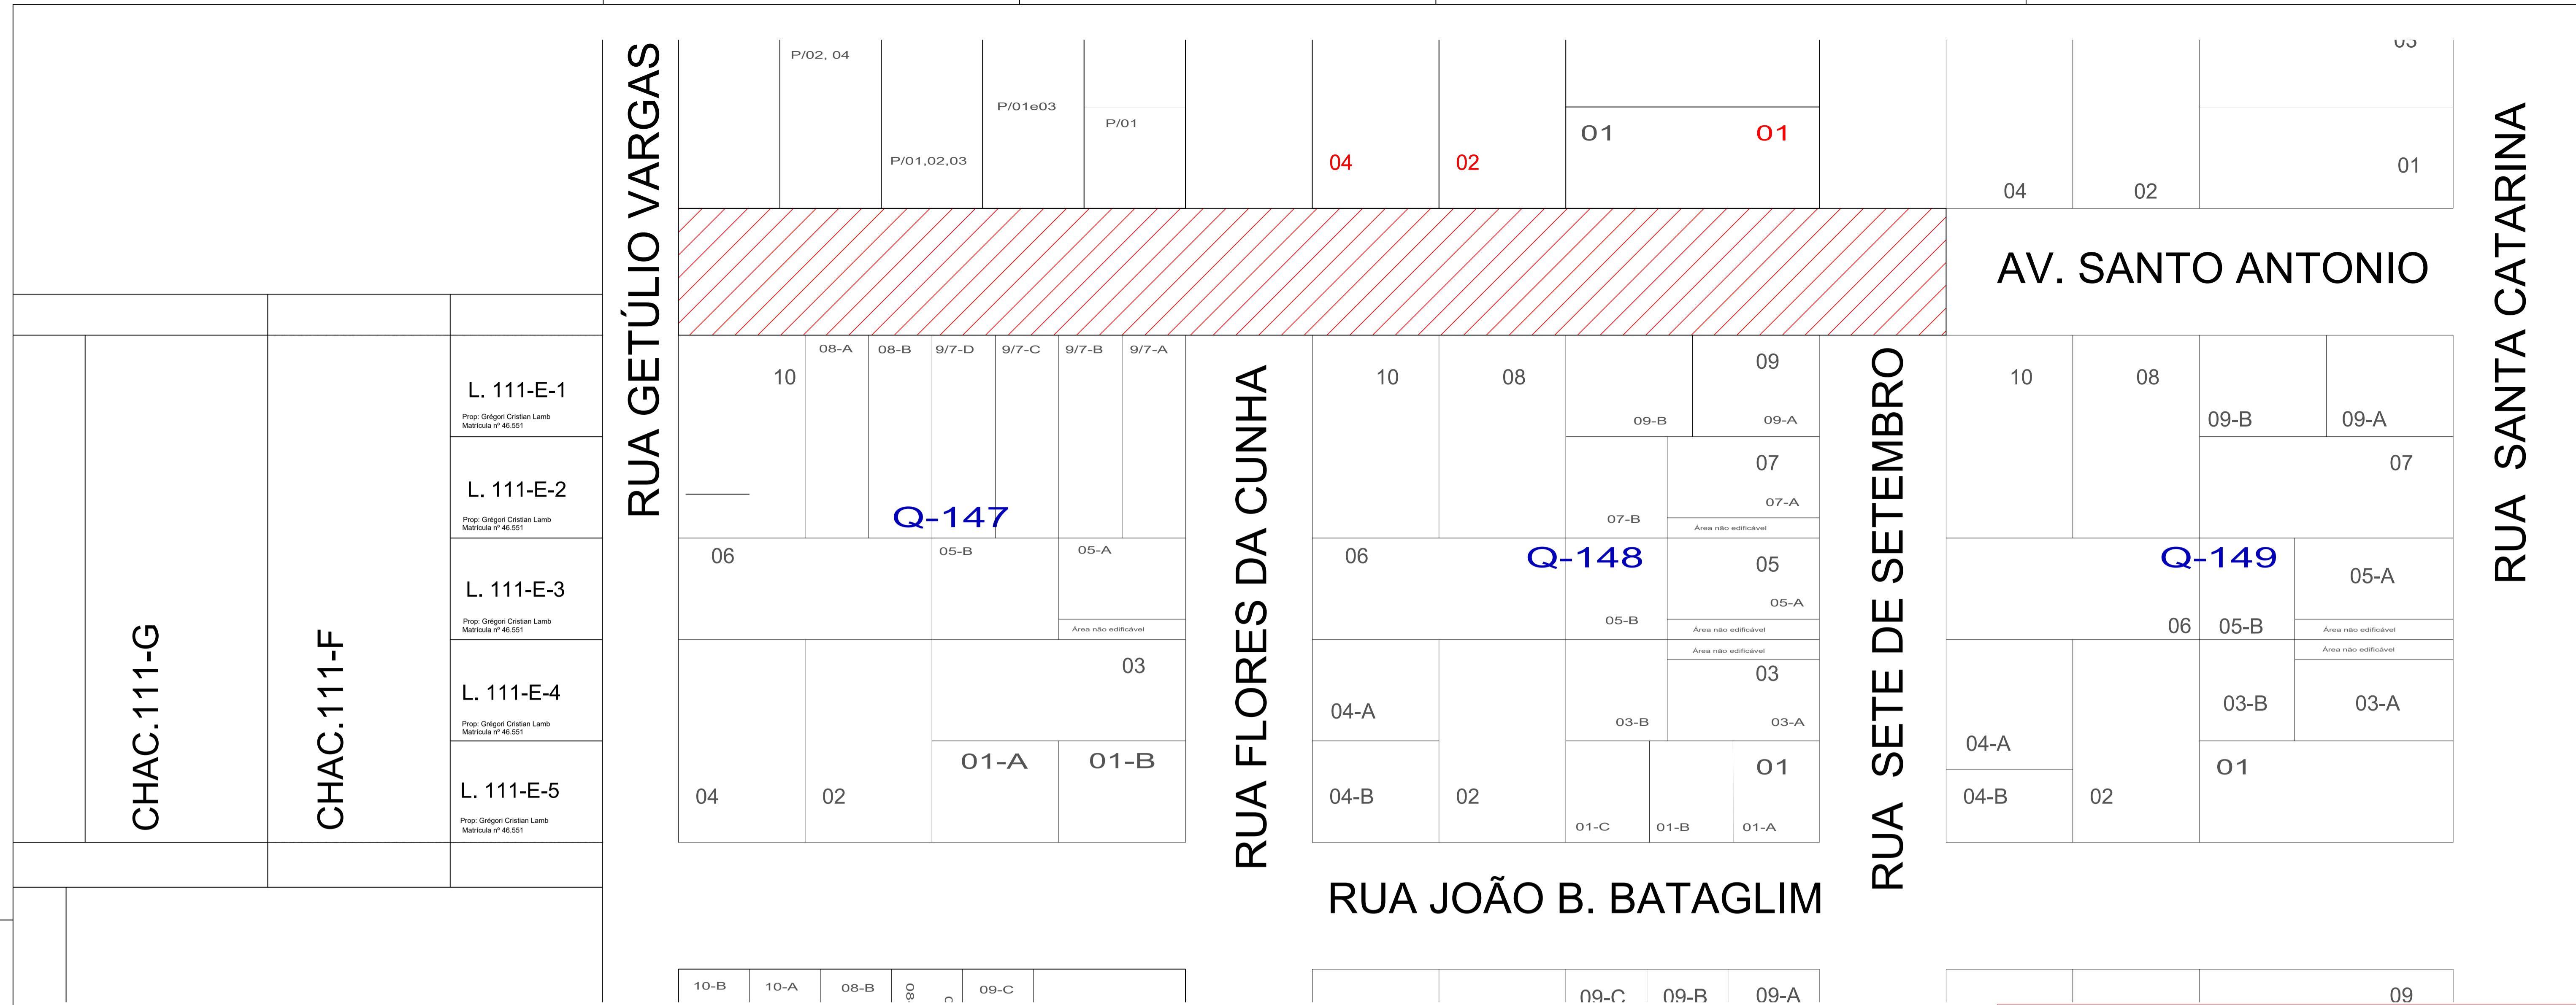 P/02, 04
P/01e03
P/01
P/01,02,03
04
02
01
01
03
01
04
02
RUA GETÚLIO VARGAS
AV. SANTO ANTONIO
RUA SANTA CATARINA
CHAC.111-G
CHAC.111-F
L. 111-E-1
Prop: Grégori Cristian Lamb
Matrícula nº 46.551
L. 111-E-2
Prop: Grégori Cristian Lamb
Matrícula nº 46.551
L. 111-E-3
Prop: Grégori Cristian Lamb
Matrícula nº 46.551
L. 111-E-4
Prop: Grégori Cristian Lamb
Matrícula nº 46.551
L. 111-E-5
Prop: Grégori Cristian Lamb
Matrícula nº 46.551
10
08-A
08-B
9/7-D
9/7-C
9/7-B
9/7-A
Q-147
06
05-B
05-A
Área não edificável
03
01-A
01-B
04
02
RUA FLORES DA CUNHA
10
08
09
09-B
09-A
07
07-A
07-B
Área não edificável
06
Q-148
05
05-A
05-B
Área não edificável
Área não edificável
03
04-A
03-B
03-A
01
04-B
02
01-C
01-B
01-A
RUA SETE DE SETEMBRO
10
08
09-B
09-A
07
Q-149
05-A
06
05-B
Área não edificável
Área não edificável
03-B
03-A
04-A
01
04-B
02
RUA JOÃO B. BATAGLIM
10-B
10-A
08-B
09-C
09-C
09-B
09-A
09